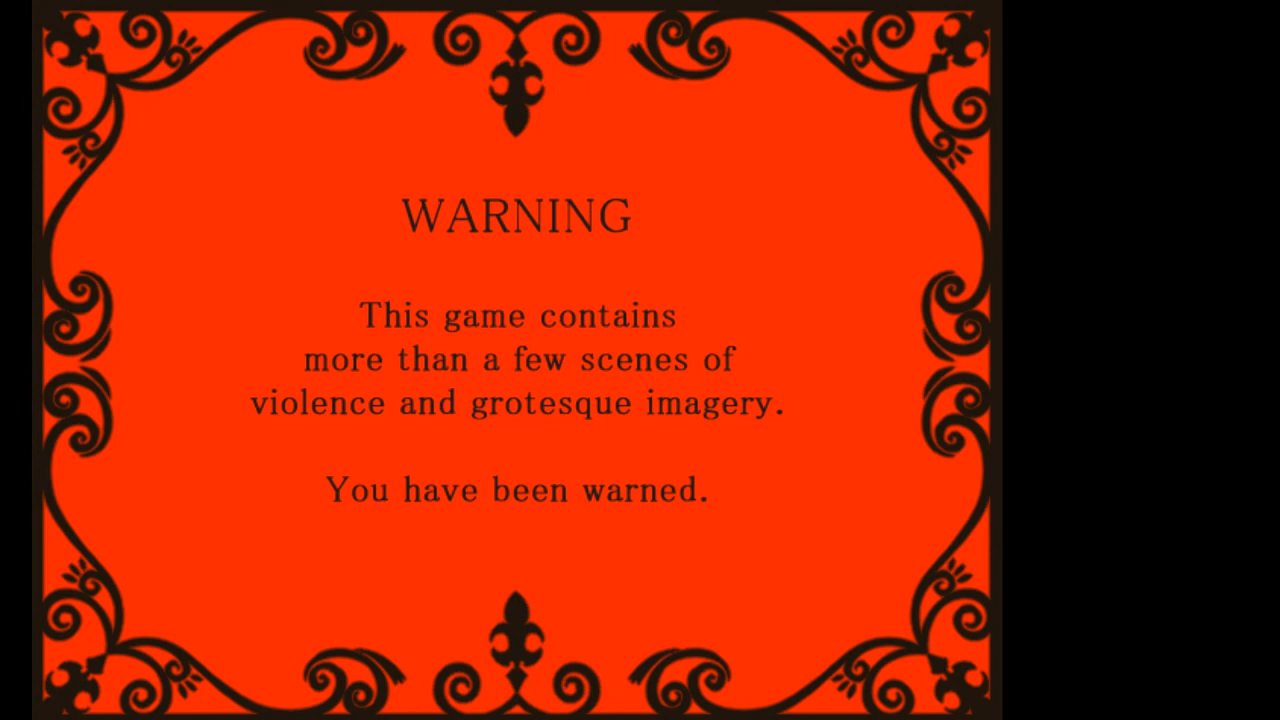 WARNING
This game contains
more than a few scenes of
violence and grotesque imagery.
You have been warned.